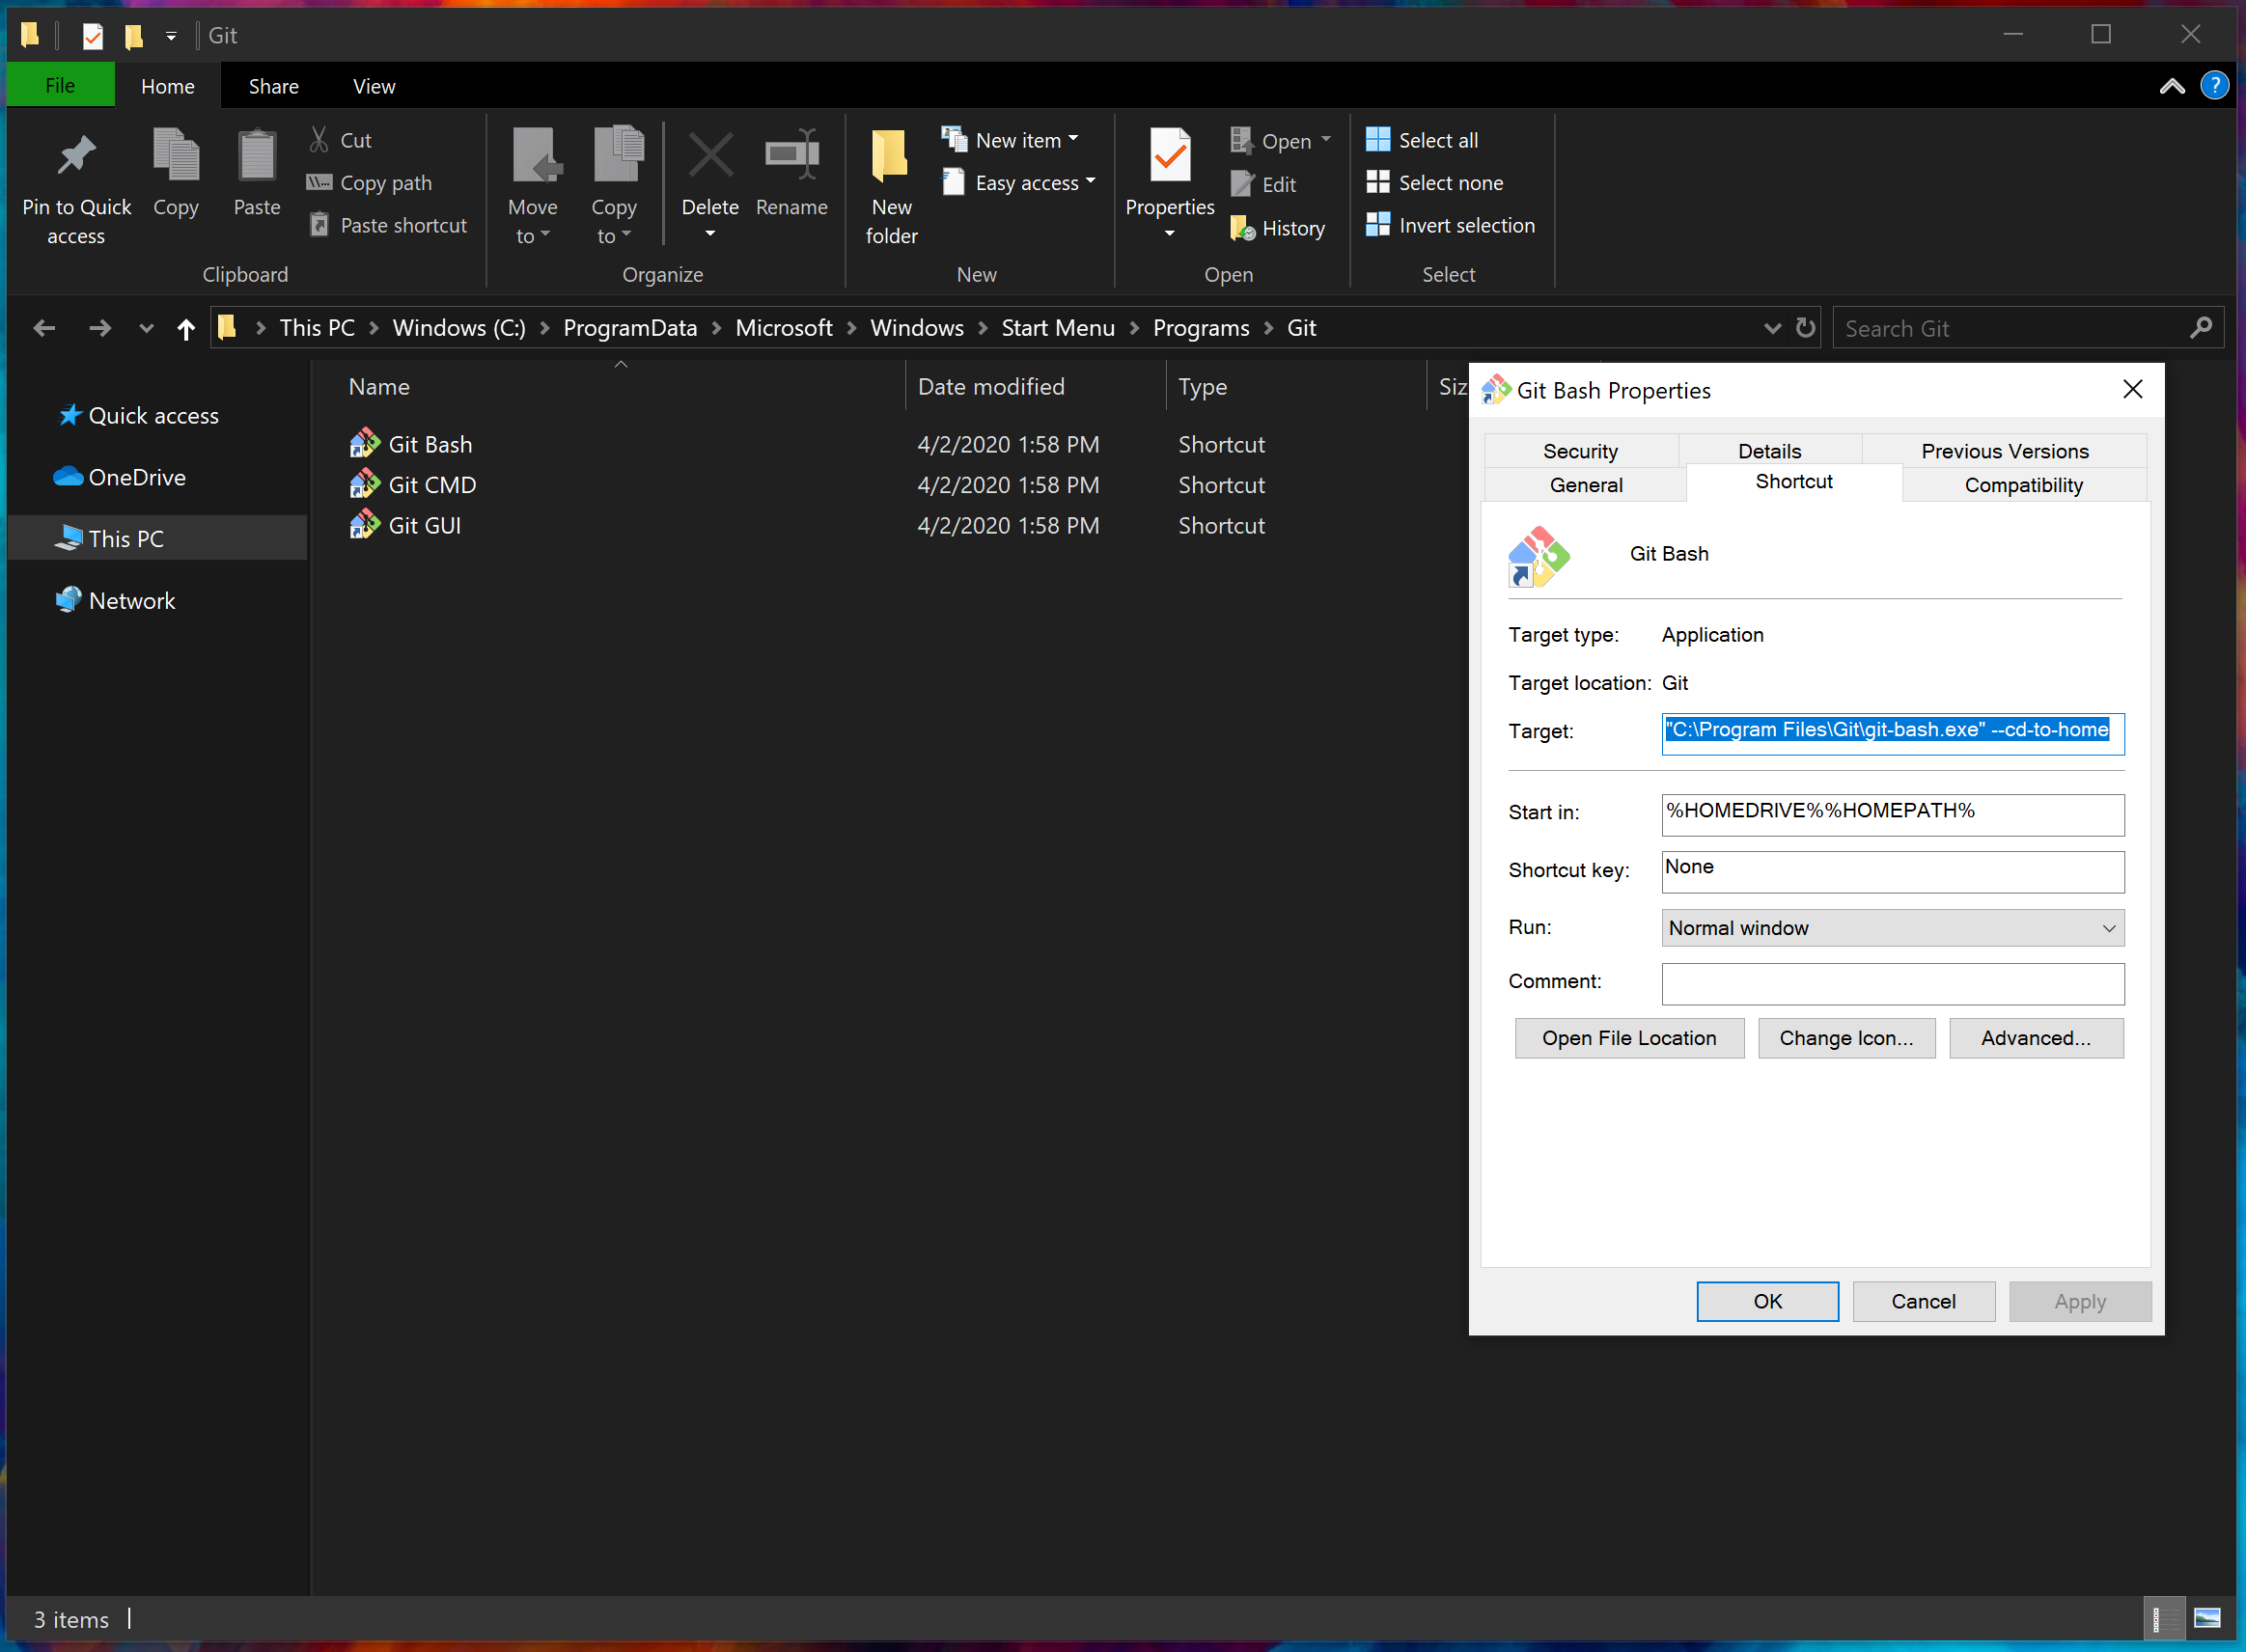 Git
File Home Share View
Pin to Quick access
Copy
Paste
Cut
Copy path
Paste shortcut
Clipboard
Move to
Copy to
Delete
Rename
Organize
New folder
New item
Easy access
New
Properties
Open
Edit
History
Open
Select all
Select none
Invert selection
Select
This PC Windows (C:) ProgramData Microsoft Windows Start Menu Programs Git
Search Git
Quick access
OneDrive
This PC
Network
Name Date modified Type Siz
Git Bash 4/2/2020 1:58 PM Shortcut
Git CMD 4/2/2020 1:58 PM Shortcut
Git GUI 4/2/2020 1:58 PM Shortcut
Git Bash Properties
Security Details Previous Versions
General Shortcut Compatibility
Git Bash
Target type: Application
Target location: Git
Target: "C:\Program Files\Git\git-bash.exe" --cd-to-home
Start in: %HOMEDRIVE%%HOMEPATH%
Shortcut key: None
Run: Normal window
Comment:
Open File Location Change Icon... Advanced...
OK Cancel Apply
3 items